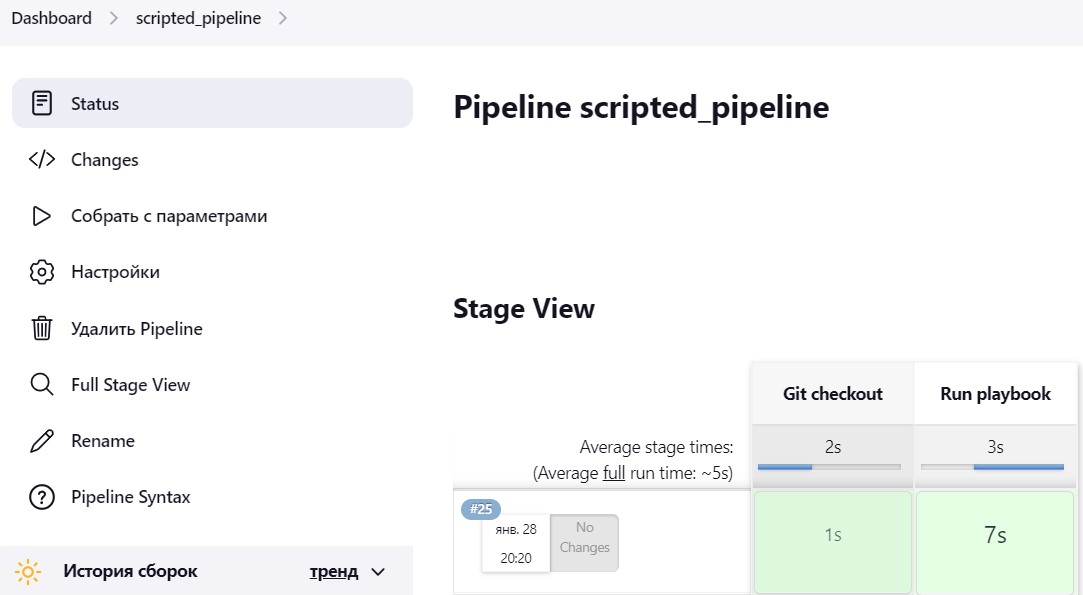 Dashboard
scripted_pipeline
Status
Changes
Собрать с параметрами
Настройки
Удалить Pipeline
Full Stage View
Rename
Pipeline Syntax
История сборок
тренд
Pipeline scripted_pipeline
Stage View
Git checkout
Run playbook
Average stage times:
2s
3s
(Average full run time: ~5s)
#25
янв. 28
20:20
No
Changes
1s
7s